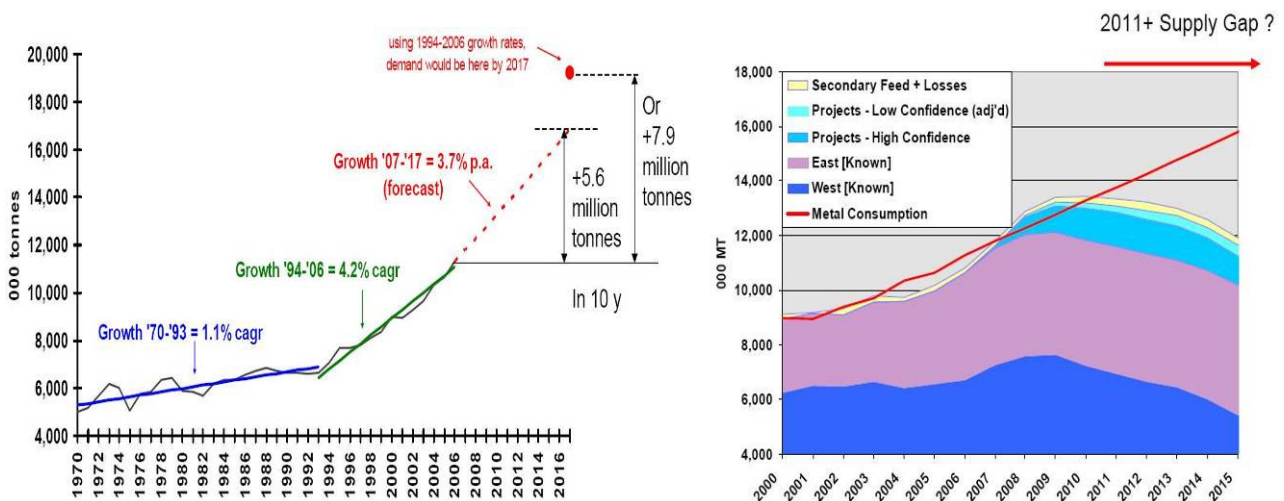 20,000
18,000
16,000
14,000
12,000
10,000
8,000
6,000
4,000
000 tonnes
using 1994-2006 growth rates,
demand would be here by 2017
Growth '07-'17 = 3.7% p.a.
(forecast)
Growth '94-'06 = 4.2% cagr
Growth '70-'93 = 1.1% cagr
+5.6
million
tonnes
Or
+7.9
million
tonnes
In 10 y
1970
1972
1974
1976
1978
1980
1982
1984
1986
1988
1990
1992
1994
1996
1998
2000
2002
2004
2006
2008
2010
2012
2014
2016
2011+ Supply Gap ?
18,000
16,000
14,000
12,000
10,000
8,000
6,000
4,000
000 MT
Secondary Feed + Losses
Projects - Low Confidence (adj'd)
Projects - High Confidence
East [Known]
West [Known]
Metal Consumption
2000
2001
2002
2003
2004
2005
2006
2007
2008
2009
2010
2011
2012
2013
2014
2015